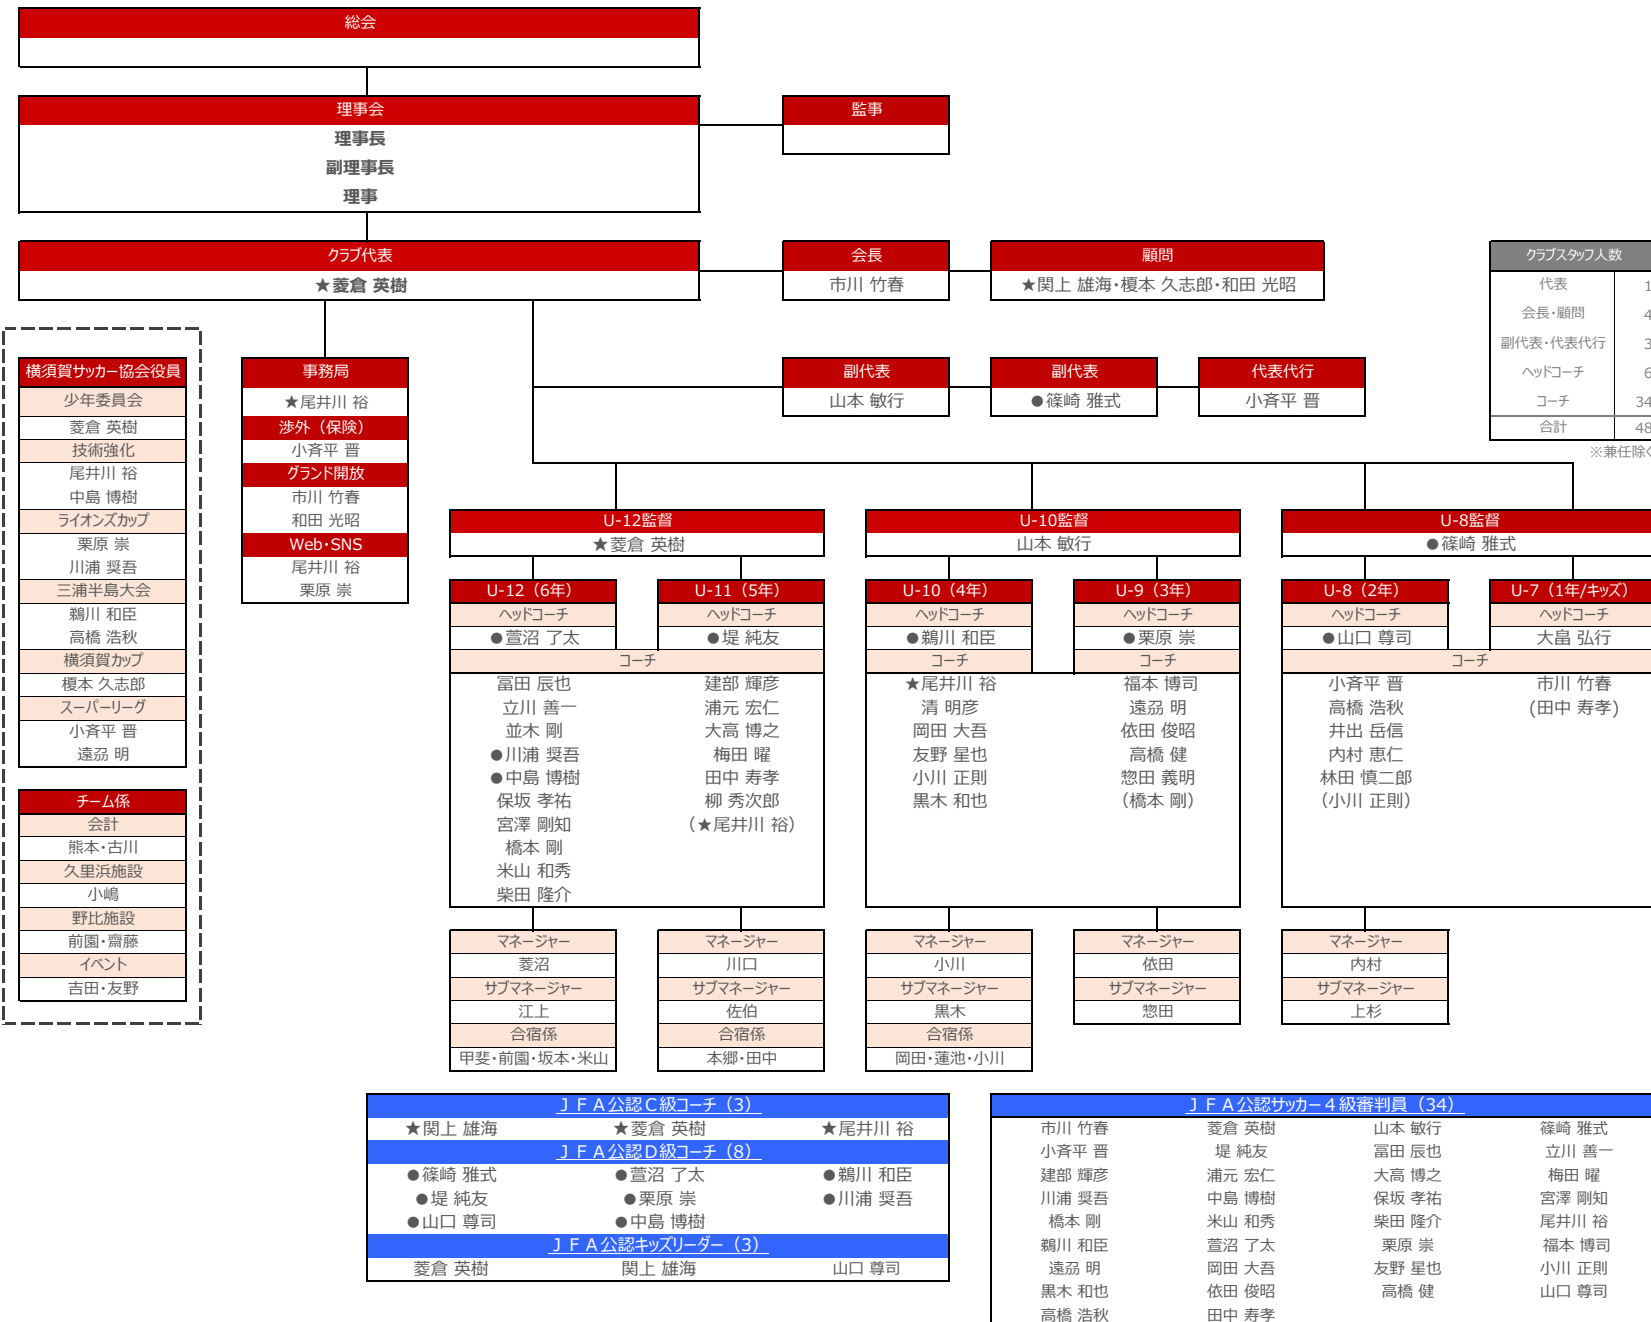 総会
理事会
監事
理事長
副理事長
理事
クラブ代表
会長
顧問
★菱倉 英樹
市川 竹春
★関上 雄海・榎本 久志郎・和田 光昭
クラブスタッフ人数
代表 1
会長・顧問 4
副代表・代表代行 3
ヘッドコーチ 6
コーチ 34
合計 48
※兼任除く
横須賀サッカー協会役員
少年委員会
菱倉 英樹
技術強化
尾井川 裕
中島 博樹
ライオンズカップ
栗原 崇
川浦 奨吾
三浦半島大会
鵜川 和臣
高橋 浩秋
横須賀カップ
榎本 久志郎
スーパーリーグ
小斉平 晋
遠刕 明
チーム係
会計
熊本・古川
久里浜施設
小嶋
野比施設
前園・齋藤
イベント
吉田・友野
事務局
★尾井川 裕
渉外（保険）
小斉平 晋
グランド開放
市川 竹春
和田 光昭
Web・SNS
尾井川 裕
栗原 崇
副代表
山本 敏行
副代表
●篠崎 雅式
代表代行
小斉平 晋
U-12監督
★菱倉 英樹
U-12（6年）
U-11（5年）
ヘッドコーチ
ヘッドコーチ
●萱沼 了太
●堤 純友
コーチ
冨田 辰也 建部 輝彦
立川 善一 浦元 宏仁
並木 剛 大高 博之
●川浦 奨吾 梅田 曜
●中島 博樹 田中 寿孝
保坂 孝祐 柳 秀次郎
宮澤 剛知 （★尾井川 裕）
橋本 剛
米山 和秀
柴田 隆介
マネージャー
菱沼
サブマネージャー
江上
合宿係
甲斐・前園・坂本・米山
マネージャー
川口
サブマネージャー
佐伯
合宿係
本郷・田中
U-10監督
山本 敏行
U-10（4年）
U-9（3年）
ヘッドコーチ
ヘッドコーチ
●鵜川 和臣
●栗原 崇
コーチ
コーチ
★尾井川 裕 福本 博司
清 明彦 遠刕 明
岡田 大吾 依田 俊昭
友野 星也 高橋 健
小川 正則 惣田 義明
黒木 和也 （橋本 剛）
マネージャー
小川
サブマネージャー
黒木
合宿係
岡田・蓮池・小川
マネージャー
依田
サブマネージャー
惣田
U-8監督
●篠崎 雅式
U-8（2年）
U-7（1年/キッズ）
ヘッドコーチ
ヘッドコーチ
●山口 尊司
大畠 弘行
コーチ
小斉平 晋 市川 竹春
高橋 浩秋 (田中 寿孝)
井出 岳信
内村 恵仁
林田 慎二郎
（小川 正則）
マネージャー
内村
サブマネージャー
上杉
ＪＦＡ公認Ｃ級コーチ（3）
★関上 雄海 ★菱倉 英樹 ★尾井川 裕
ＪＦＡ公認Ｄ級コーチ（8）
●篠崎 雅式 ●萱沼 了太 ●鵜川 和臣
●堤 純友 ●栗原 崇 ●川浦 奨吾
●山口 尊司 ●中島 博樹
ＪＦＡ公認キッズリーダー（3）
菱倉 英樹 関上 雄海 山口 尊司
ＪＦＡ公認サッカー４級審判員（34）
市川 竹春 菱倉 英樹 山本 敏行 篠崎 雅式
小斉平 晋 堤 純友 冨田 辰也 立川 善一
建部 輝彦 浦元 宏仁 大高 博之 梅田 曜
川浦 奨吾 中島 博樹 保坂 孝祐 宮澤 剛知
橋本 剛 米山 和秀 柴田 隆介 尾井川 裕
鵜川 和臣 萱沼 了太 栗原 崇 福本 博司
遠刕 明 岡田 大吾 友野 星也 小川 正則
黒木 和也 依田 俊昭 高橋 健 山口 尊司
高橋 浩秋 田中 寿孝